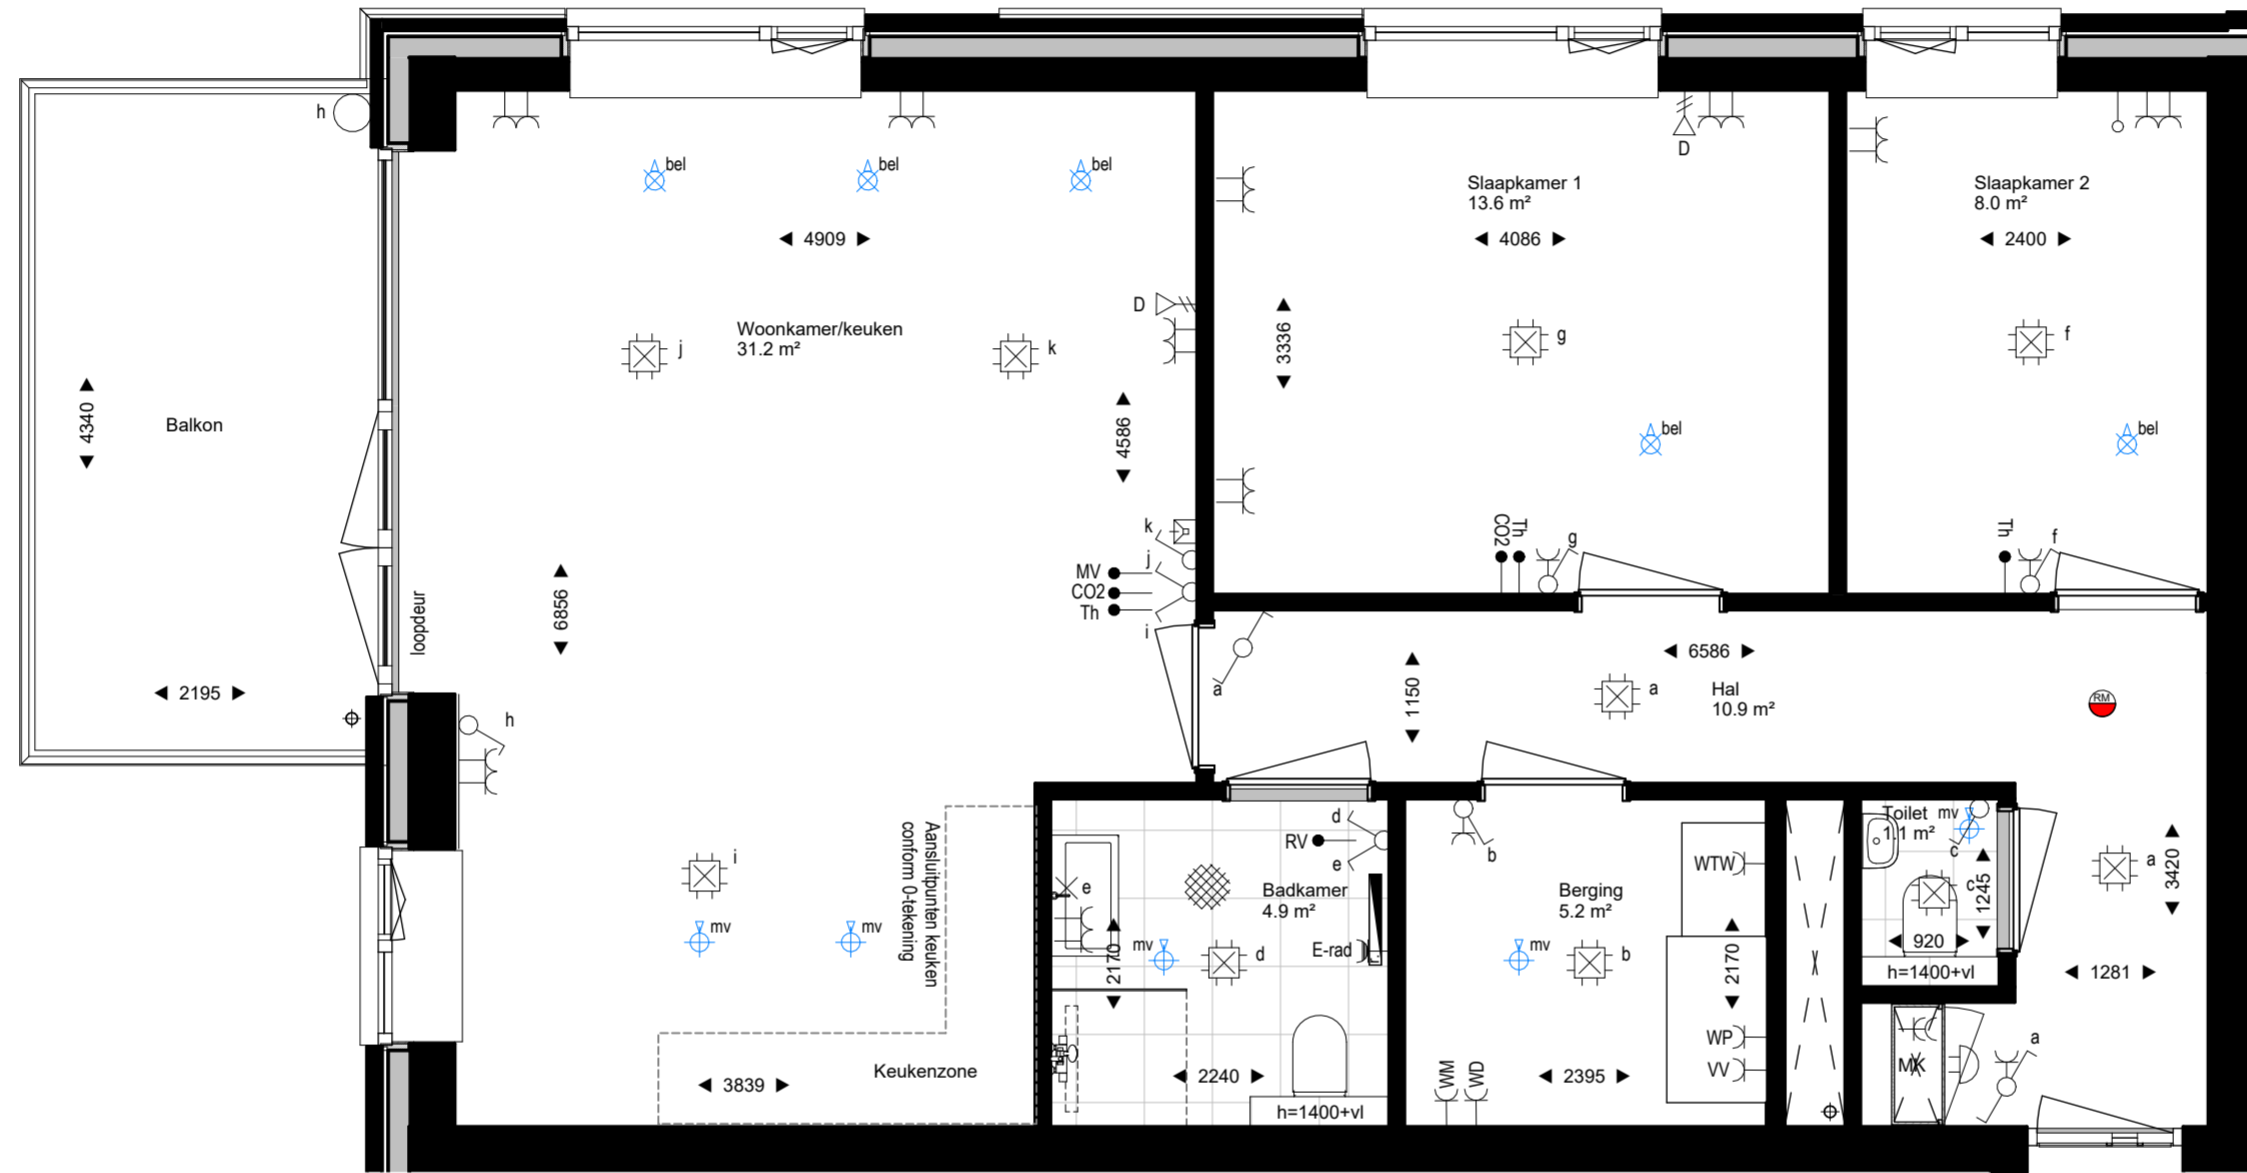 h
bel
bel
bel
D
Slaapkamer 1
13.6 m²
Slaapkamer 2
8.0 m²
4909
4086
2400
D
Woonkamer/keuken
31.2 m²
j
k
3336
g
f
4340
Balkon
4586
bel
bel
k
j
MV
CO2
Th
i
CO2
Th
g
Th
f
6856
loopdeur
2195
h
a
1150
6586
a
Hal
10.9 m²
RM
Aansluitpunten keuken
conform 0-tekening
i
mv
mv
3839
Keukenzone
d
RV
e
e
Badkamer
4.9 m²
mv
2170
d
E-rad
2240
h=1400+vl
b
Berging
5.2 m²
WTW
mv
b
2170
WP
VV
WM
WD
2395
Toilet
1.1 m²
mv
c
c
1245
920
h=1400+vl
a
3420
1281
MK
a